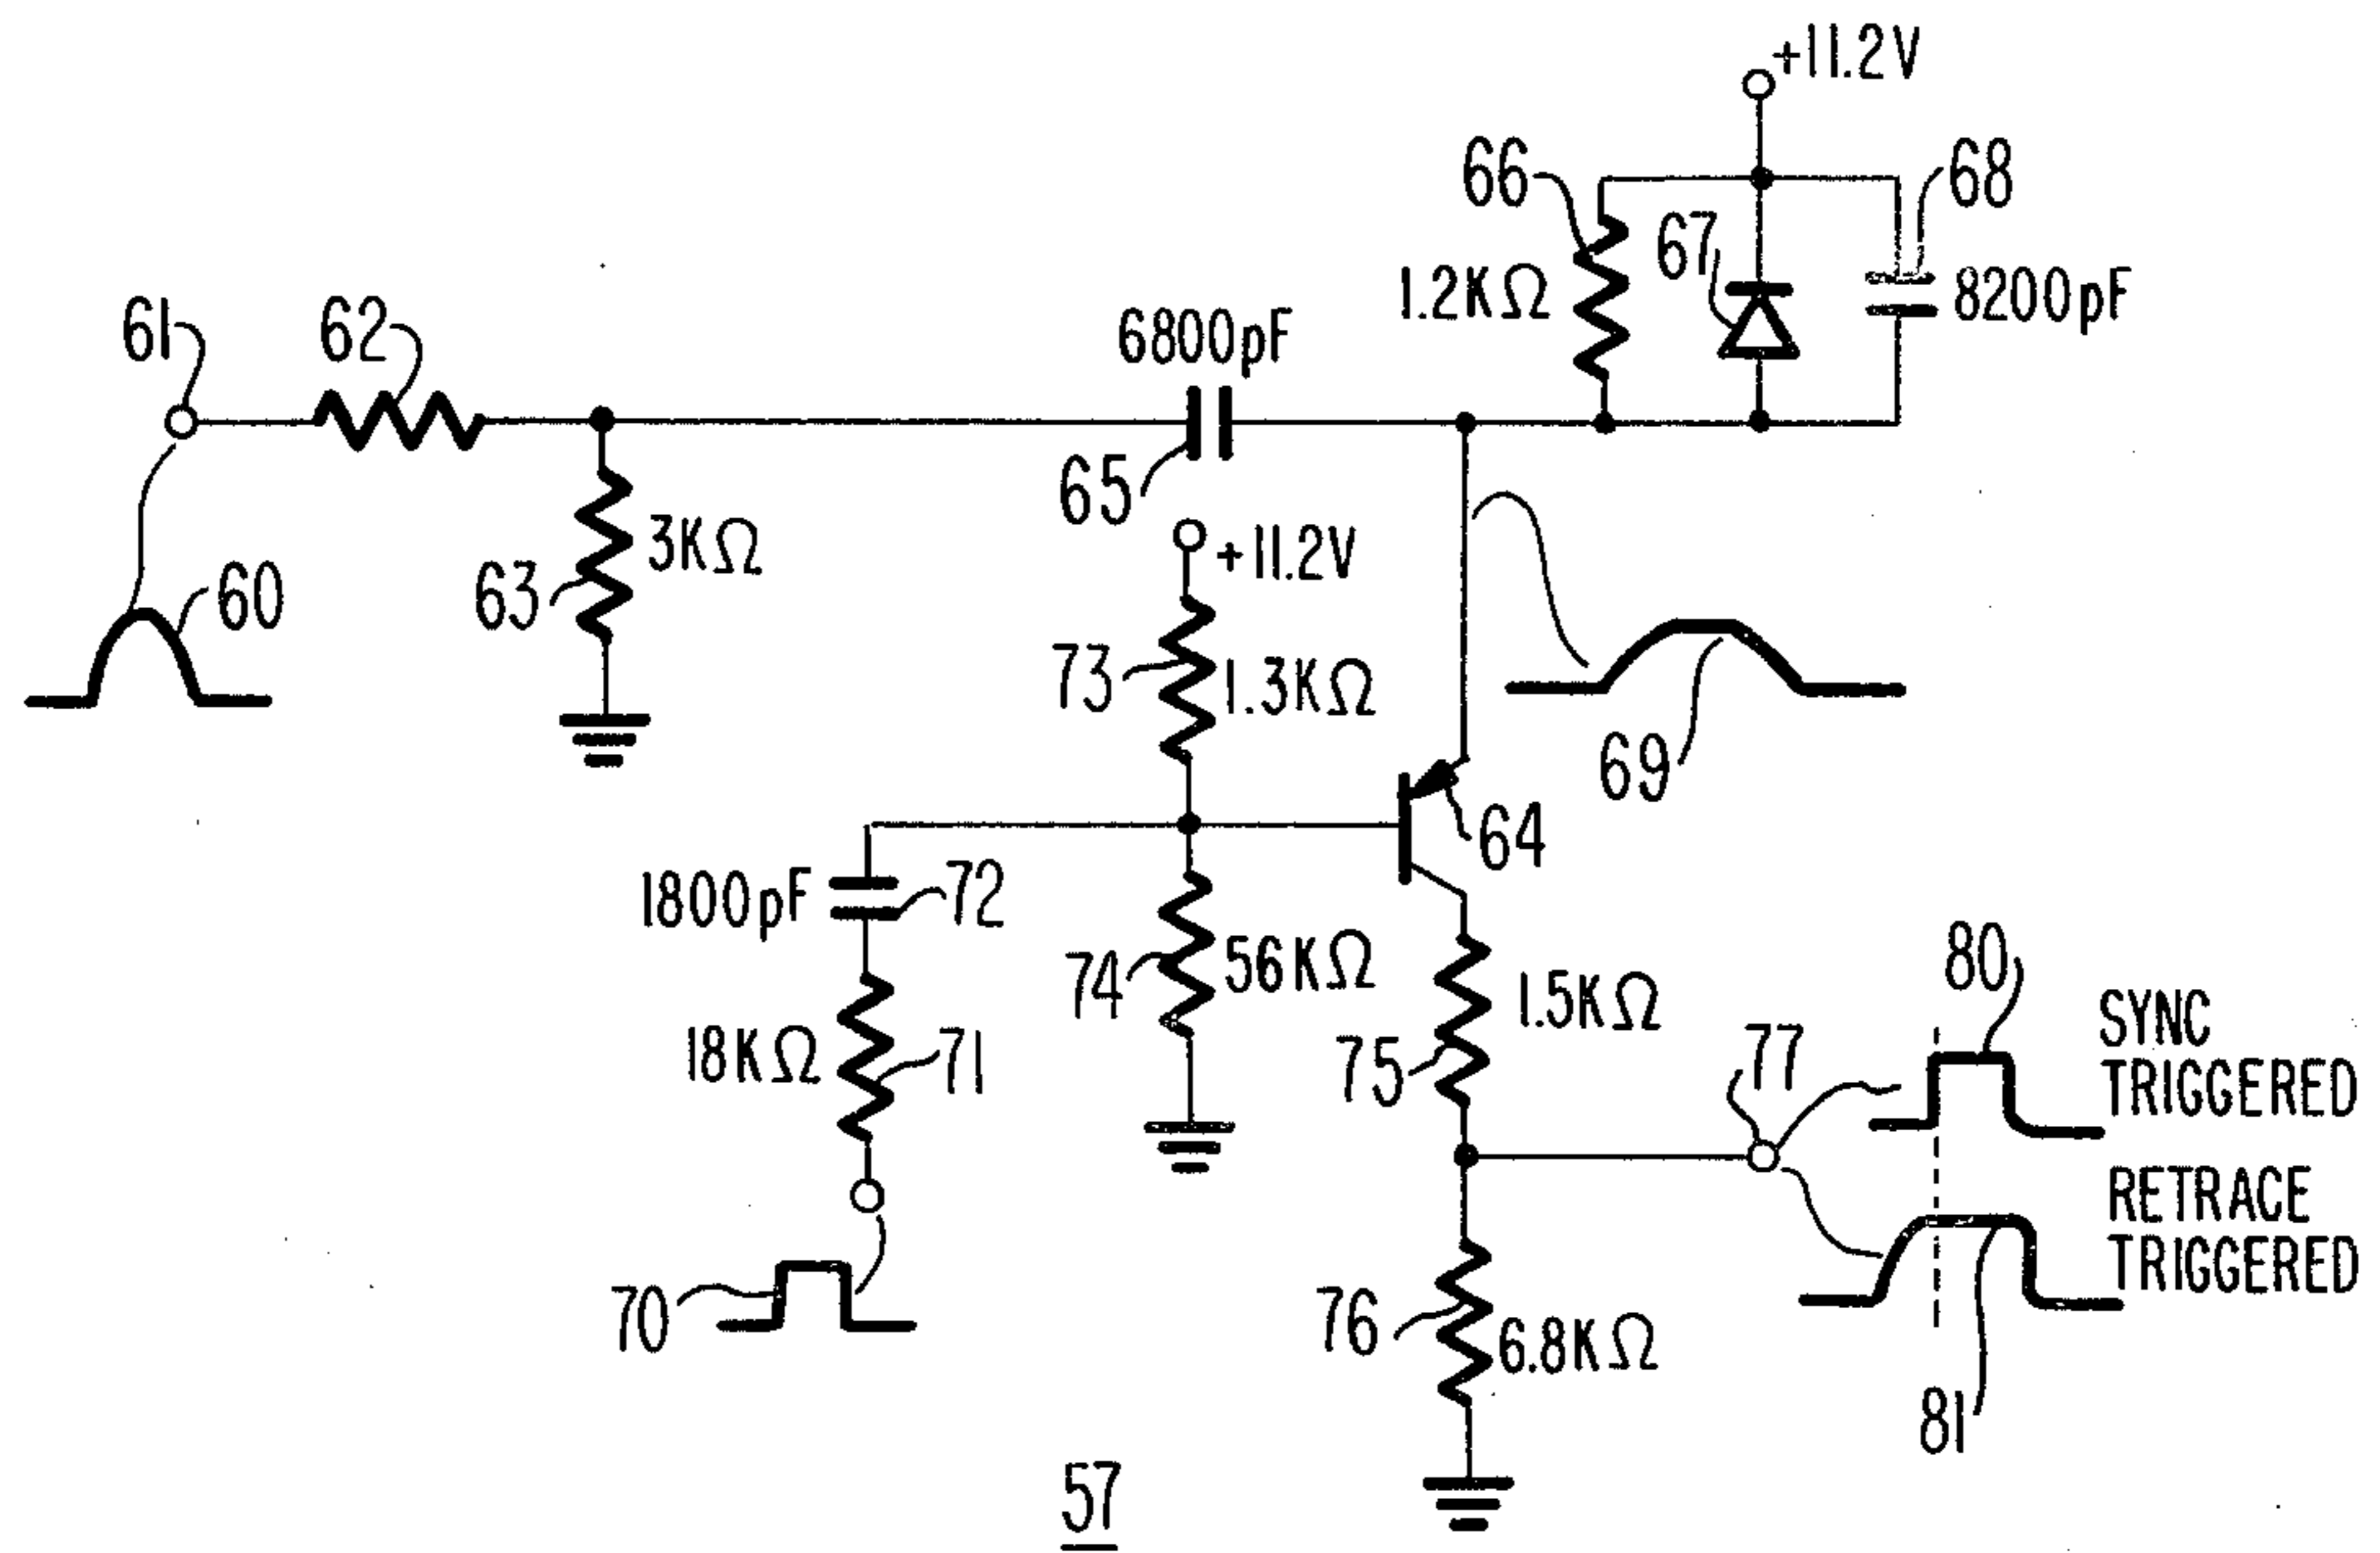 +11.2V
66
68
67
1.2KΩ
8200pF
61
62
6800pF
65
+11.2V
3KΩ
63
60
73
1.3KΩ
69
64
1800pF
72
74
56KΩ
80
SYNC
TRIGGERED
18KΩ
71
1.5KΩ
75
77
RETRACE
TRIGGERED
70
76
6.8KΩ
81
57